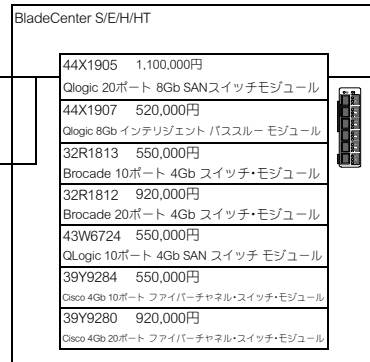 BladeCenter S/E/H/HT
44X1905 1,100,000円
Qlogic 20ポート 8Gb SANスイッチモジュール
44X1907 520,000円
Qlogic 8Gb インテリジェント パススルー モジュール
32R1813 550,000円
Brocade 10ポート 4Gb スイッチ・モジュール
32R1812 920,000円
Brocade 20ポート 4Gb スイッチ・モジュール
43W6724 550,000円
QLogic 10ポート 4Gb SAN スイッチ モジュール
39Y9284 550,000円
Cisco 4Gb 10ポート ファイバーチャネル・スイッチ・モジュール
39Y9280 920,000円
Cisco 4Gb 20ポート ファイバーチャネル・スイッチ・モジュール